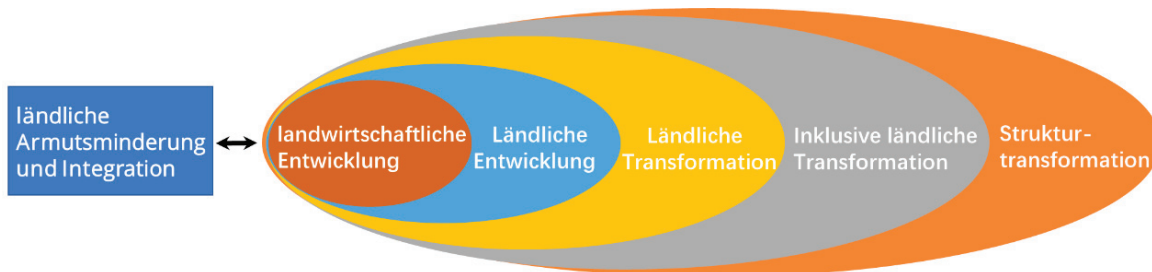 ländliche
Armutsminderung
und Integration
landwirtschaftliche
Entwicklung
Ländliche
Entwicklung
Ländliche
Transformation
Inklusive ländliche
Transformation
Struktur-
transformation